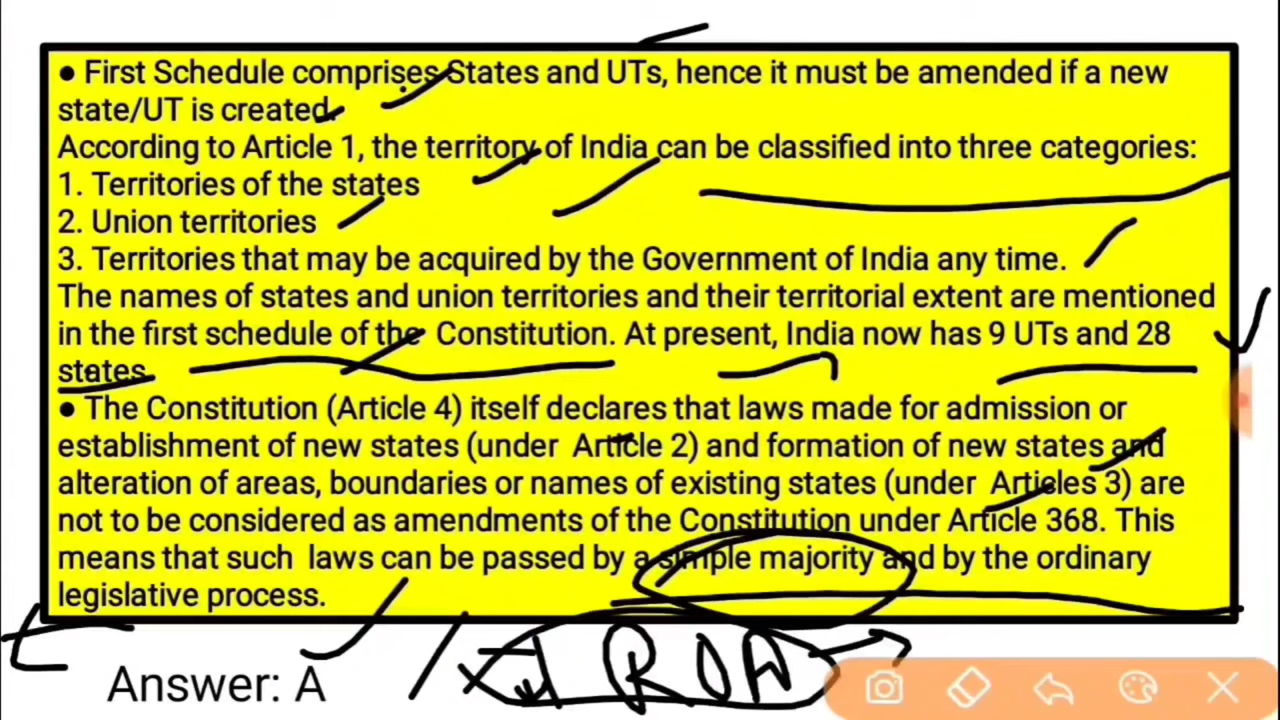 ● First Schedule comprises States and UTs, hence it must be amended if a new
state/UT is created.
According to Article 1, the territory of India can be classified into three categories:
1. Territories of the states
2. Union territories
3. Territories that may be acquired by the Government of India any time.
The names of states and union territories and their territorial extent are mentioned
in the first schedule of the Constitution. At present, India now has 9 UTs and 28
states.
● The Constitution (Article 4) itself declares that laws made for admission or
establishment of new states (under Article 2) and formation of new states and
alteration of areas, boundaries or names of existing states (under Articles 3) are
not to be considered as amendments of the Constitution under Article 368. This
means that such laws can be passed by a simple majority and by the ordinary
legislative process.
Answer: A